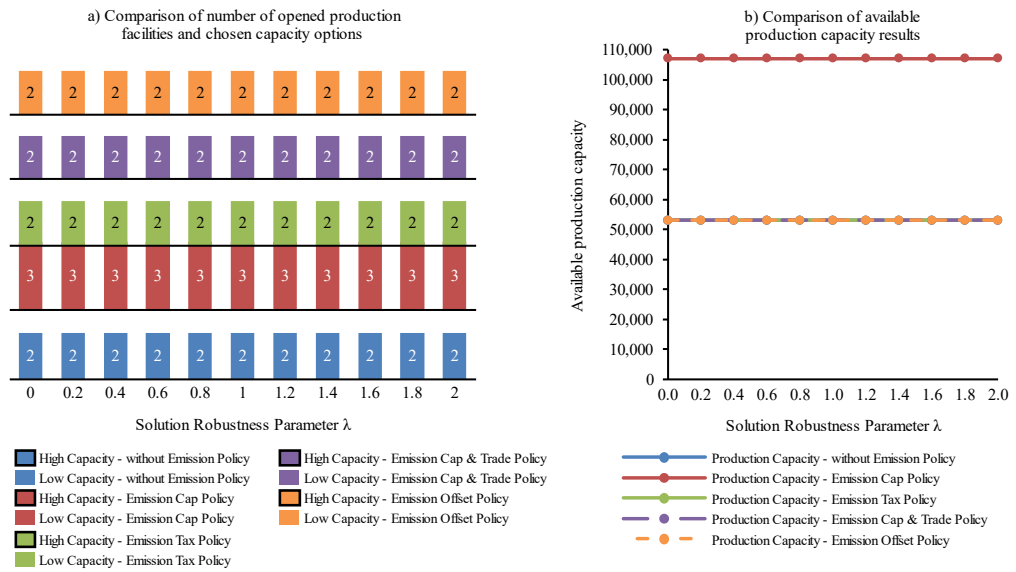 a) Comparison of number of opened production
facilities and chosen capacity options
2 2 2 2 2 2 2 2 2 2 2
2 2 2 2 2 2 2 2 2 2 2
2 2 2 2 2 2 2 2 2 2 2
3 3 3 3 3 3 3 3 3 3 3
2 2 2 2 2 2 2 2 2 2 2
0 0.2 0.4 0.6 0.8 1 1.2 1.4 1.6 1.8 2
Solution Robustness Parameter λ
High Capacity - without Emission Policy
Low Capacity - without Emission Policy
High Capacity - Emission Cap Policy
Low Capacity - Emission Cap Policy
High Capacity - Emission Tax Policy
Low Capacity - Emission Tax Policy
High Capacity - Emission Cap & Trade Policy
Low Capacity - Emission Cap & Trade Policy
High Capacity - Emission Offset Policy
Low Capacity - Emission Offset Policy
b) Comparison of available
production capacity results
Available production capacity
110,000
100,000
90,000
80,000
70,000
60,000
50,000
40,000
30,000
20,000
10,000
0
0.0 0.2 0.4 0.6 0.8 1.0 1.2 1.4 1.6 1.8 2.0
Solution Robustness Parameter λ
Production Capacity - without Emission Policy
Production Capacity - Emission Cap Policy
Production Capacity - Emission Tax Policy
Production Capacity - Emission Cap & Trade Policy
Production Capacity - Emission Offset Policy